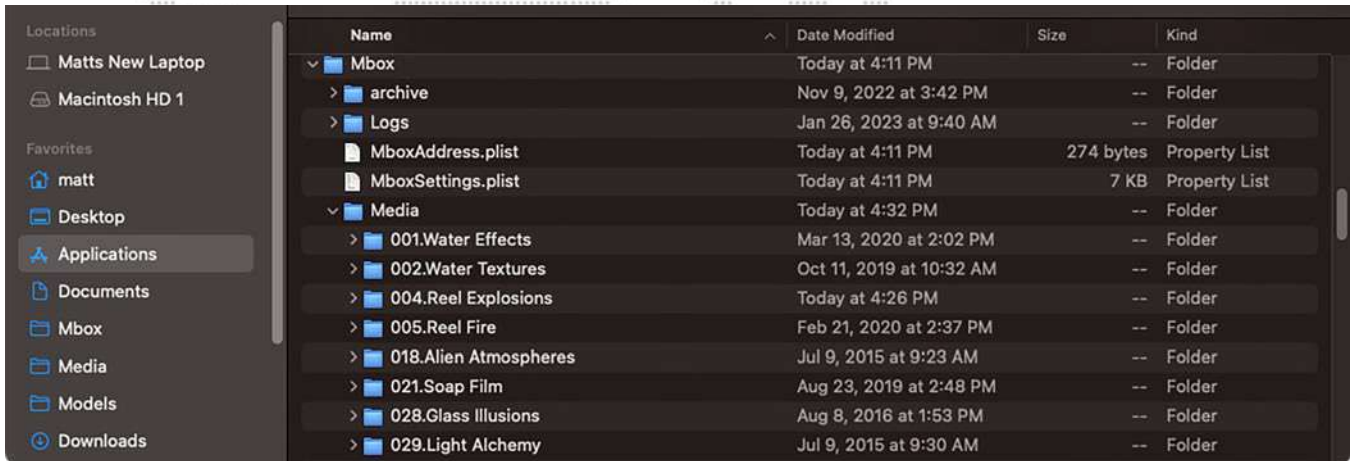 Locations
Matts New Laptop
Macintosh HD 1
Favorites
matt
Desktop
Applications
Documents
Mbox
Media
Models
Downloads
Name Date Modified Size Kind
Mbox Today at 4:11 PM -- Folder
archive Nov 9, 2022 at 3:42 PM -- Folder
Logs Jan 26, 2023 at 9:40 AM -- Folder
MboxAddress.plist Today at 4:11 PM 274 bytes Property List
MboxSettings.plist Today at 4:11 PM 7 KB Property List
Media Today at 4:32 PM -- Folder
001.Water Effects Mar 13, 2020 at 2:02 PM -- Folder
002.Water Textures Oct 11, 2019 at 10:32 AM -- Folder
004.Reel Explosions Today at 4:26 PM -- Folder
005.Reel Fire Feb 21, 2020 at 2:37 PM -- Folder
018.Alien Atmospheres Jul 9, 2015 at 9:23 AM -- Folder
021.Soap Film Aug 23, 2019 at 2:48 PM -- Folder
028.Glass Illusions Aug 8, 2016 at 1:53 PM -- Folder
029.Light Alchemy Jul 9, 2015 at 9:30 AM -- Folder